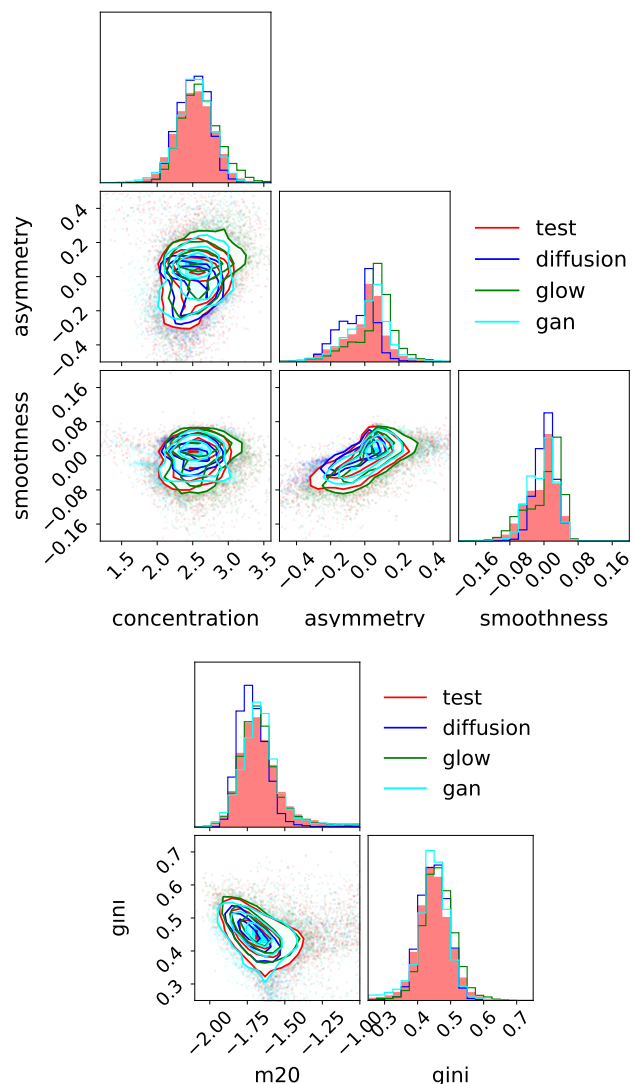 asymmetry
0.4
0.2
0.0
−0.2
−0.4
test
diffusion
glow
gan
smoothness
0.16
0.08
0.00
−0.08
−0.16
1.5 2.0 2.5 3.0 3.5
−0.4 −0.2 0.0 0.2 0.4
−0.16 −0.08 0.00 0.08 0.16
concentration asymmetry smoothness
test
diffusion
glow
gan
gini
0.7
0.6
0.5
0.4
0.3
−2.00 −1.75 −1.50 −1.25 −1.00
0.3 0.4 0.5 0.6 0.7
m20 gini